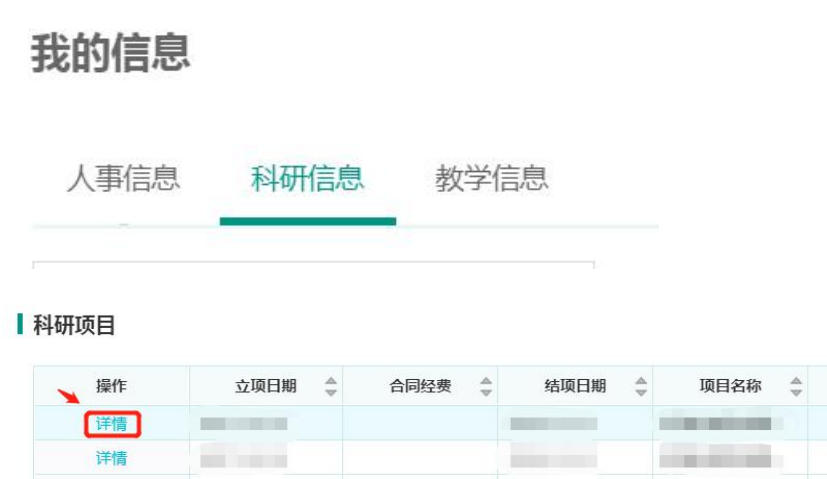 我的信息
人事信息 科研信息 教学信息
科研项目
操作 立项日期 合同经费 结项日期 项目名称
详情
详情